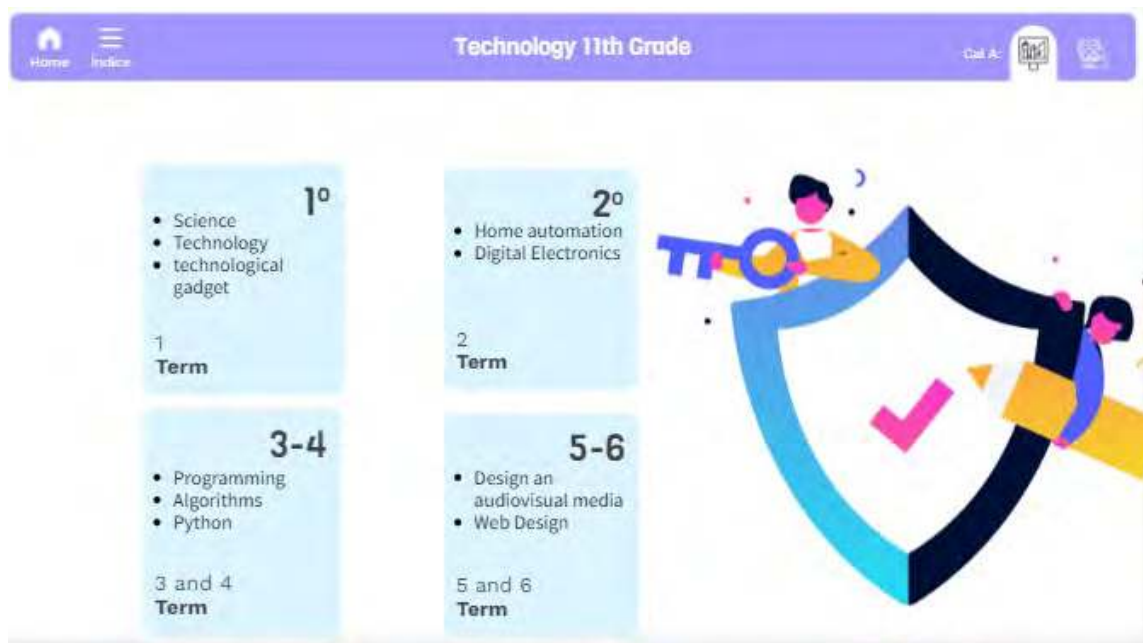 Home
Índice
Technology 11th Grade
Cal A:
1º
• Science
• Technology
• technological
gadget
1
Term
2º
• Home automation
• Digital Electronics
2
Term
3-4
• Programming
• Algorithms
• Python
3 and 4
Term
5-6
• Design an
audiovisual media
• Web Design
5 and 6
Term